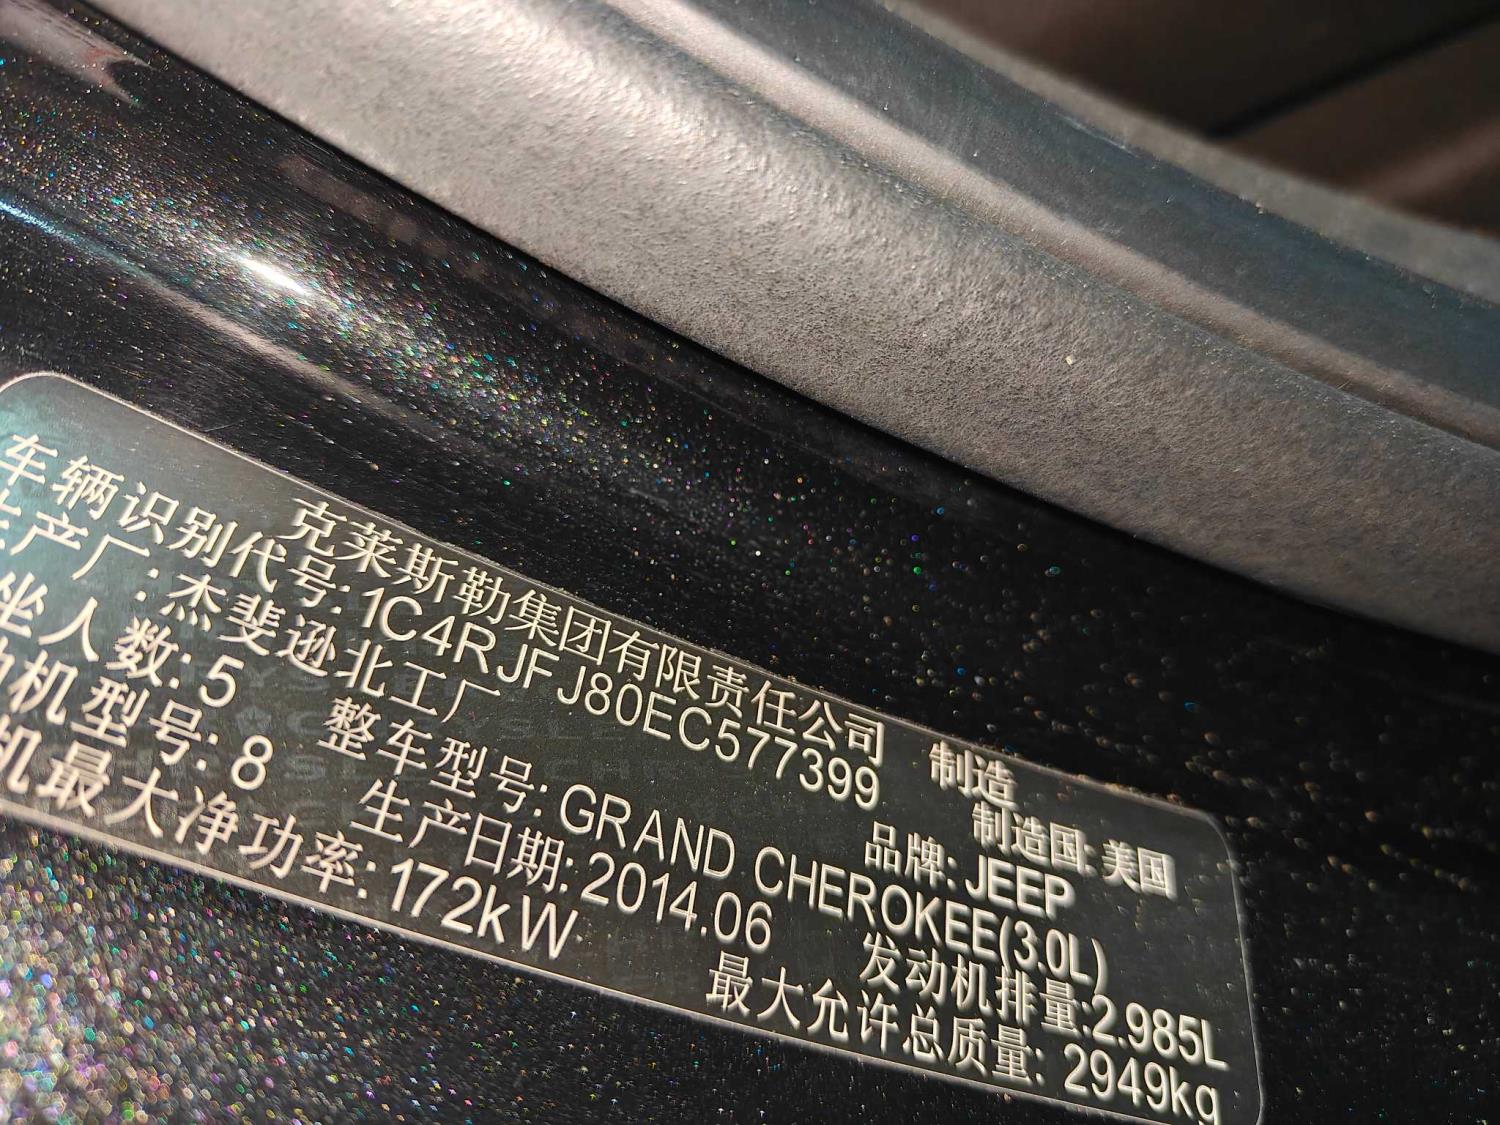 克莱斯勒集团有限责任公司 制造
车辆识别代号: 1C4RJFJ80EC577399 制造国: 美国
生产厂: 杰斐逊北工厂 品牌: JEEP
坐人数: 5 整车型号: GRAND CHEROKEE(3.0L)
机型号: 8 生产日期: 2014.06 发动机排量: 2.985L
机最大净功率: 172kW 最大允许总质量: 2949kg